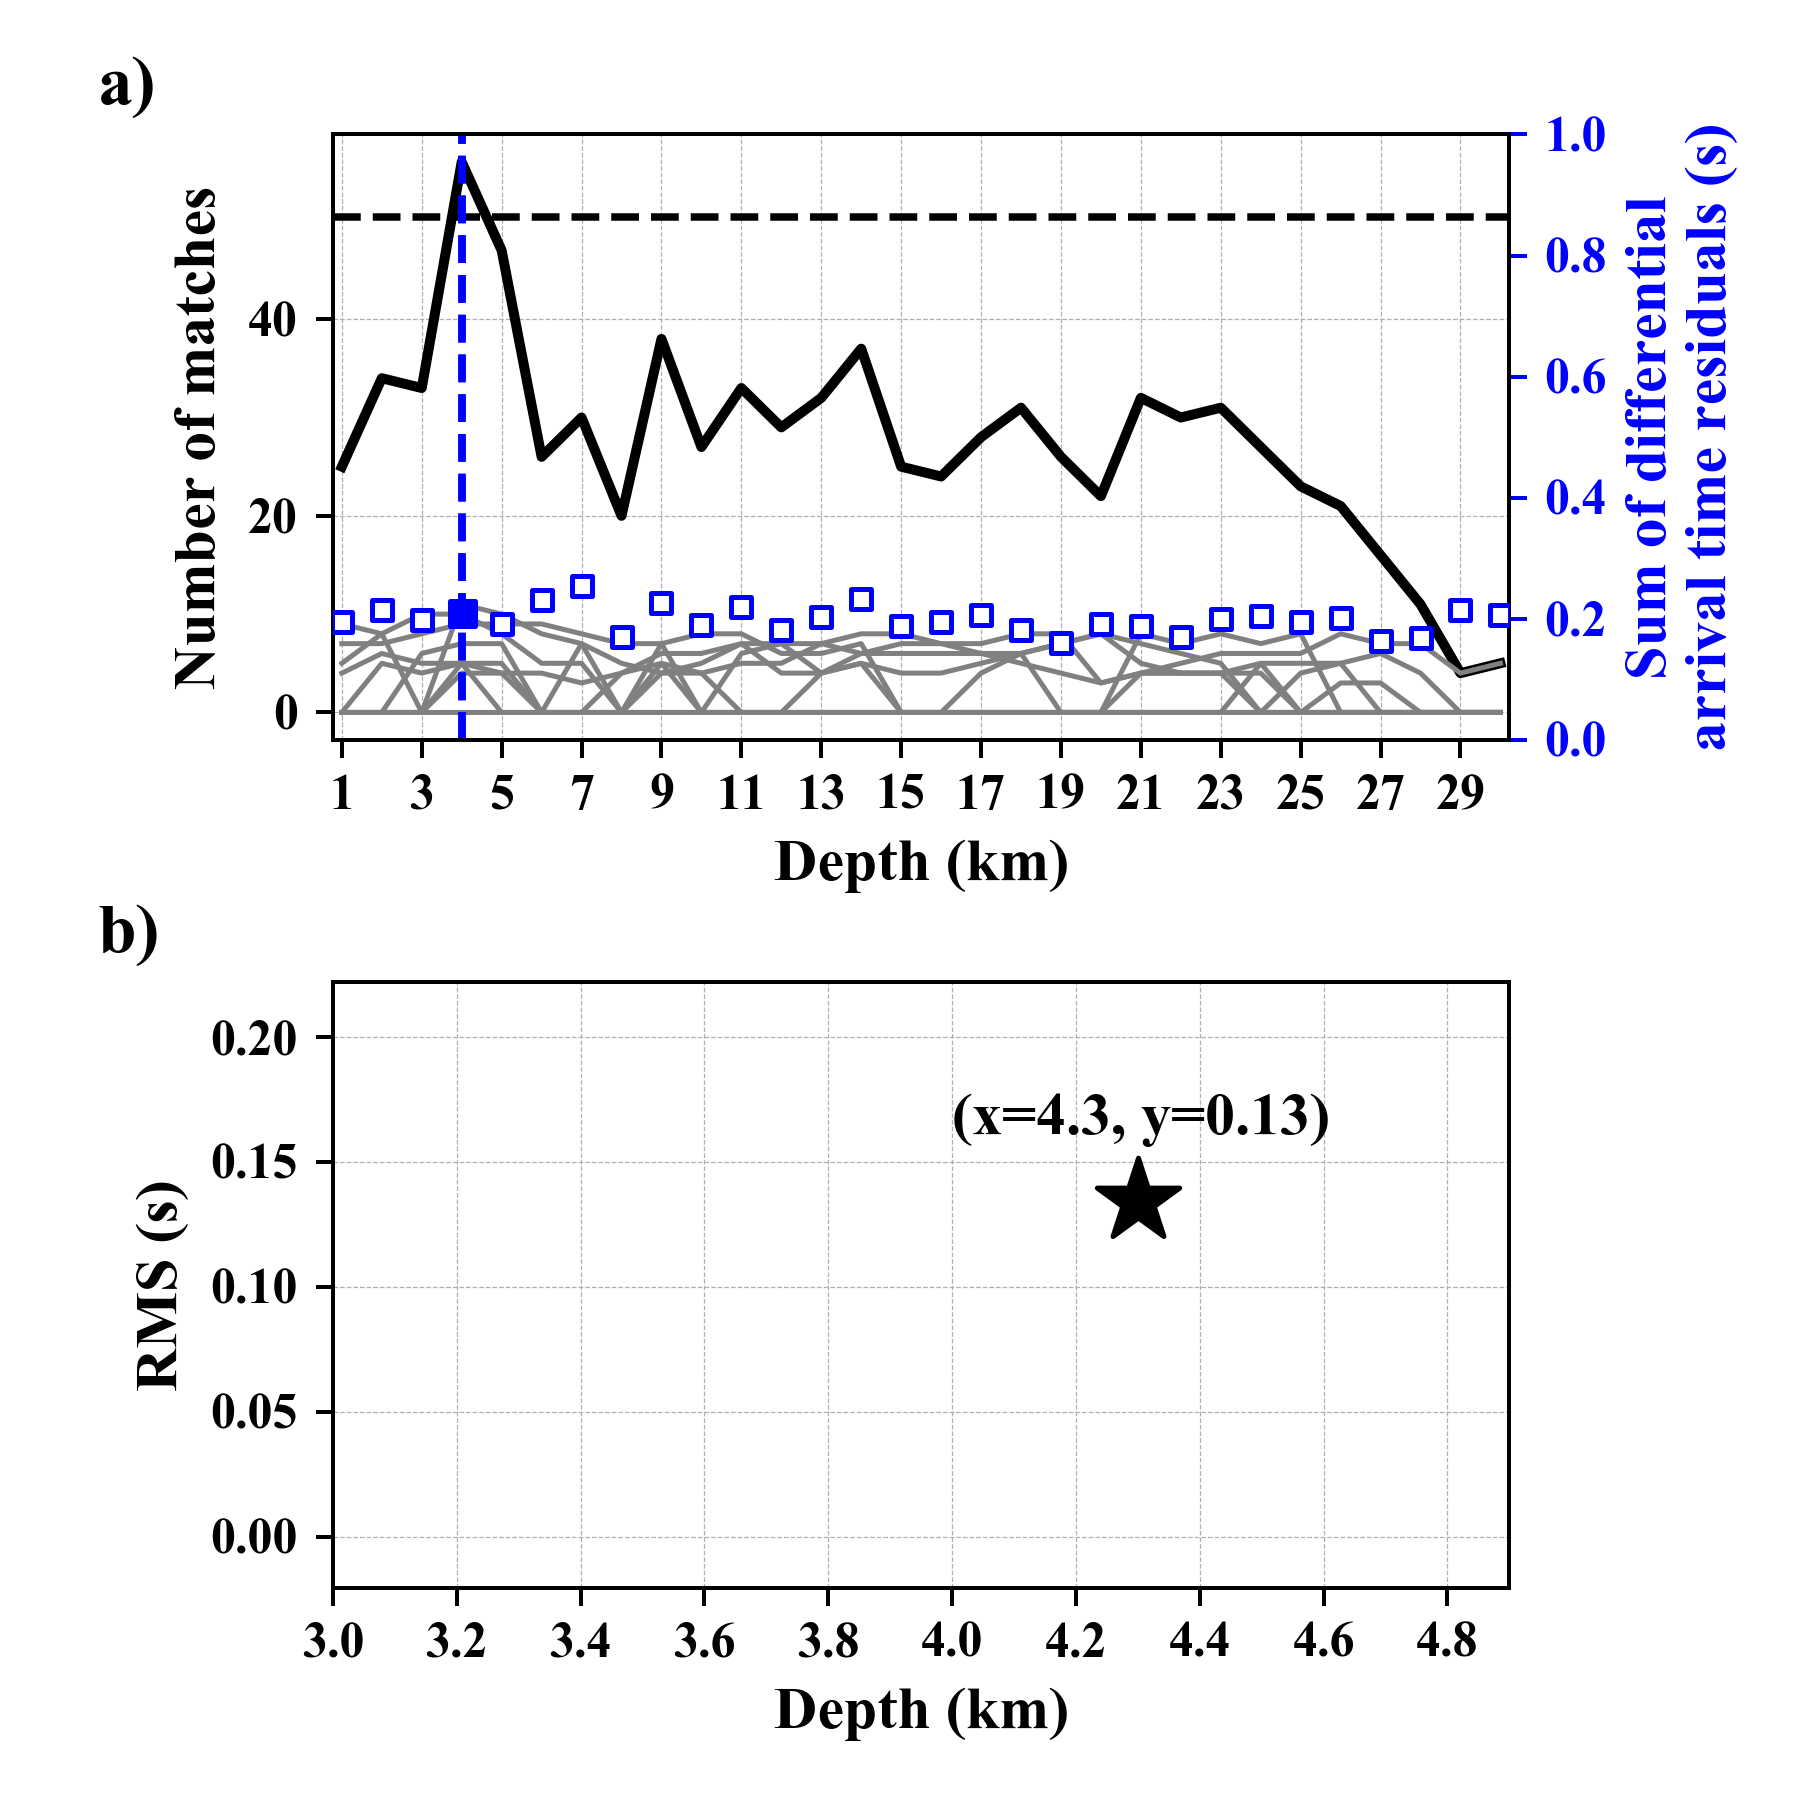 a)
Number of matches
40
20
0
1.0
0.8
0.6
0.4
0.2
0.0
Sum of differential
arrival time residuals (s)
1 3 5 7 9 11 13 15 17 19 21 23 25 27 29
Depth (km)
b)
RMS (s)
0.20
0.15
0.10
0.05
0.00
(x=4.3, y=0.13)
3.0 3.2 3.4 3.6 3.8 4.0 4.2 4.4 4.6 4.8
Depth (km)